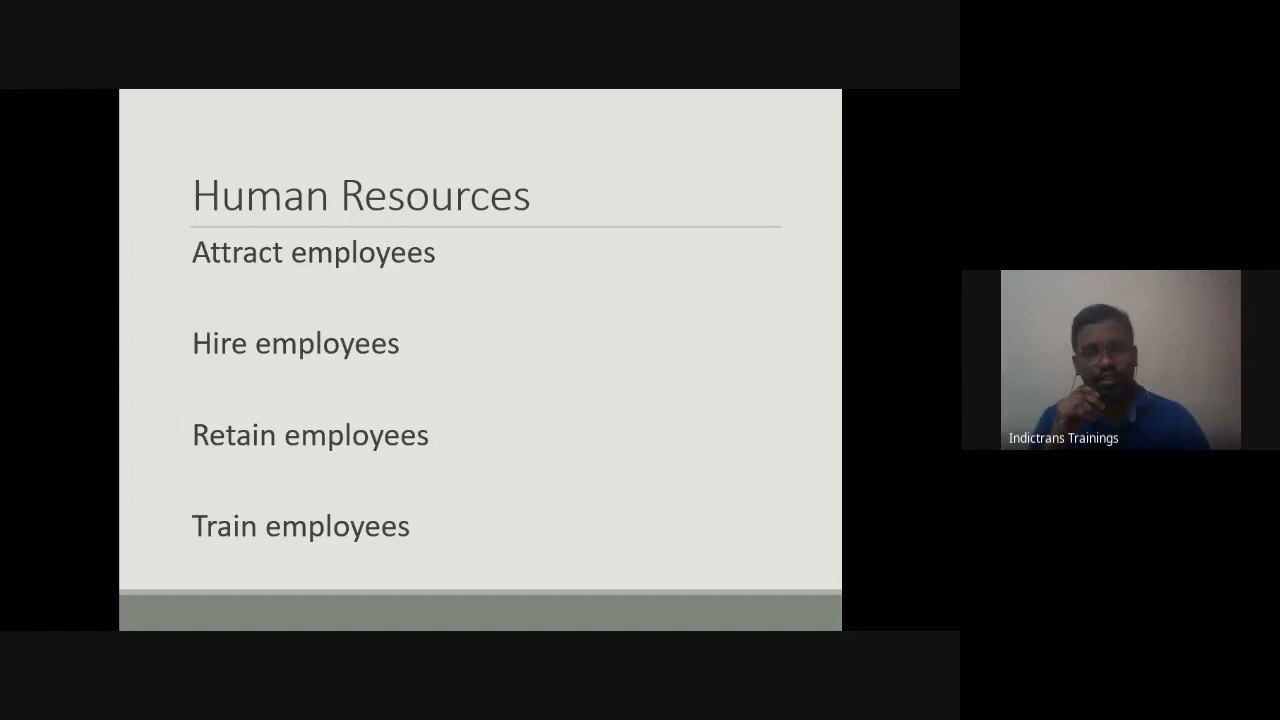 Human Resources
Attract employees
Hire employees
Retain employees
Train employees
Indictrans Trainings